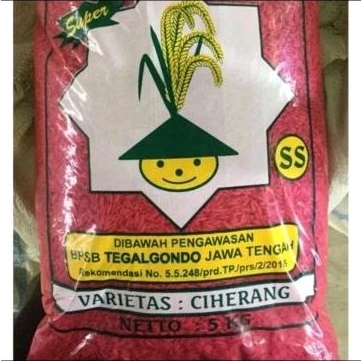 Super
SS
DIBAWAH PENGAWASAN
BPSB TEGALGONDO JAWA TENGAH
Rekomendasi No. 5.5.248/prd.TP/prs/2/2015
VARIETAS : CIHERANG
NETTO : 5 KG